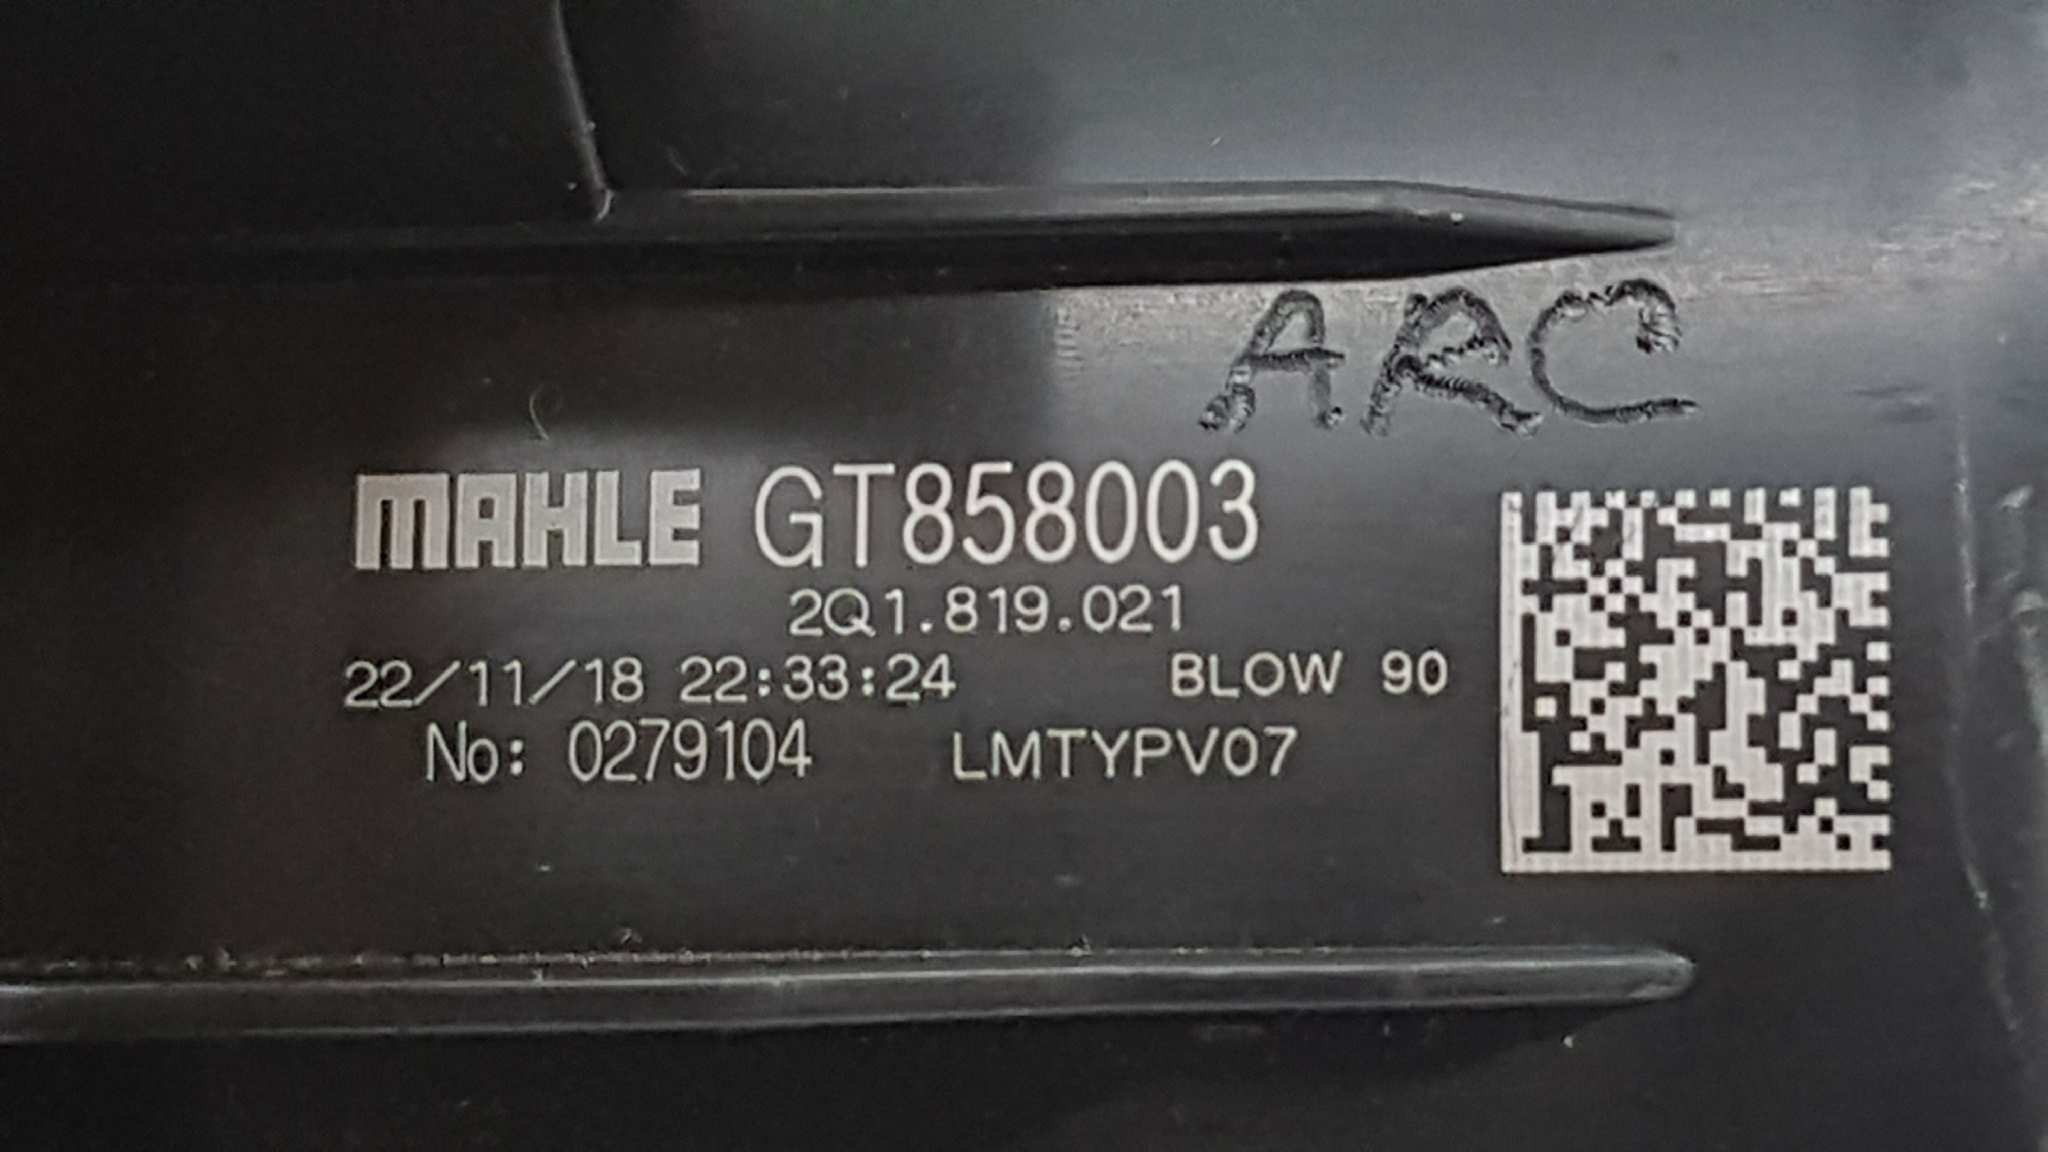 ARC
MAHLE GT858003
2Q1.819.021
22/11/18 22:33:24 BLOW 90
No: 0279104 LMTYPV07